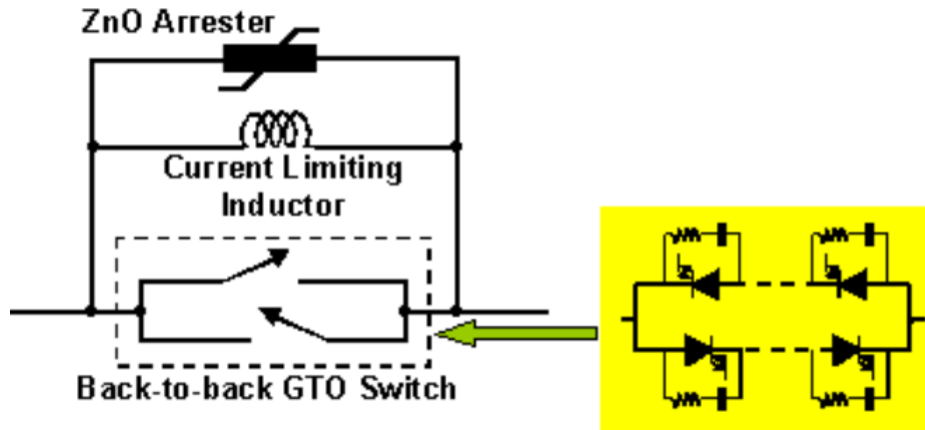 ZnO Arrester
Current Limiting
Inductor
Back-to-back GTO Switch